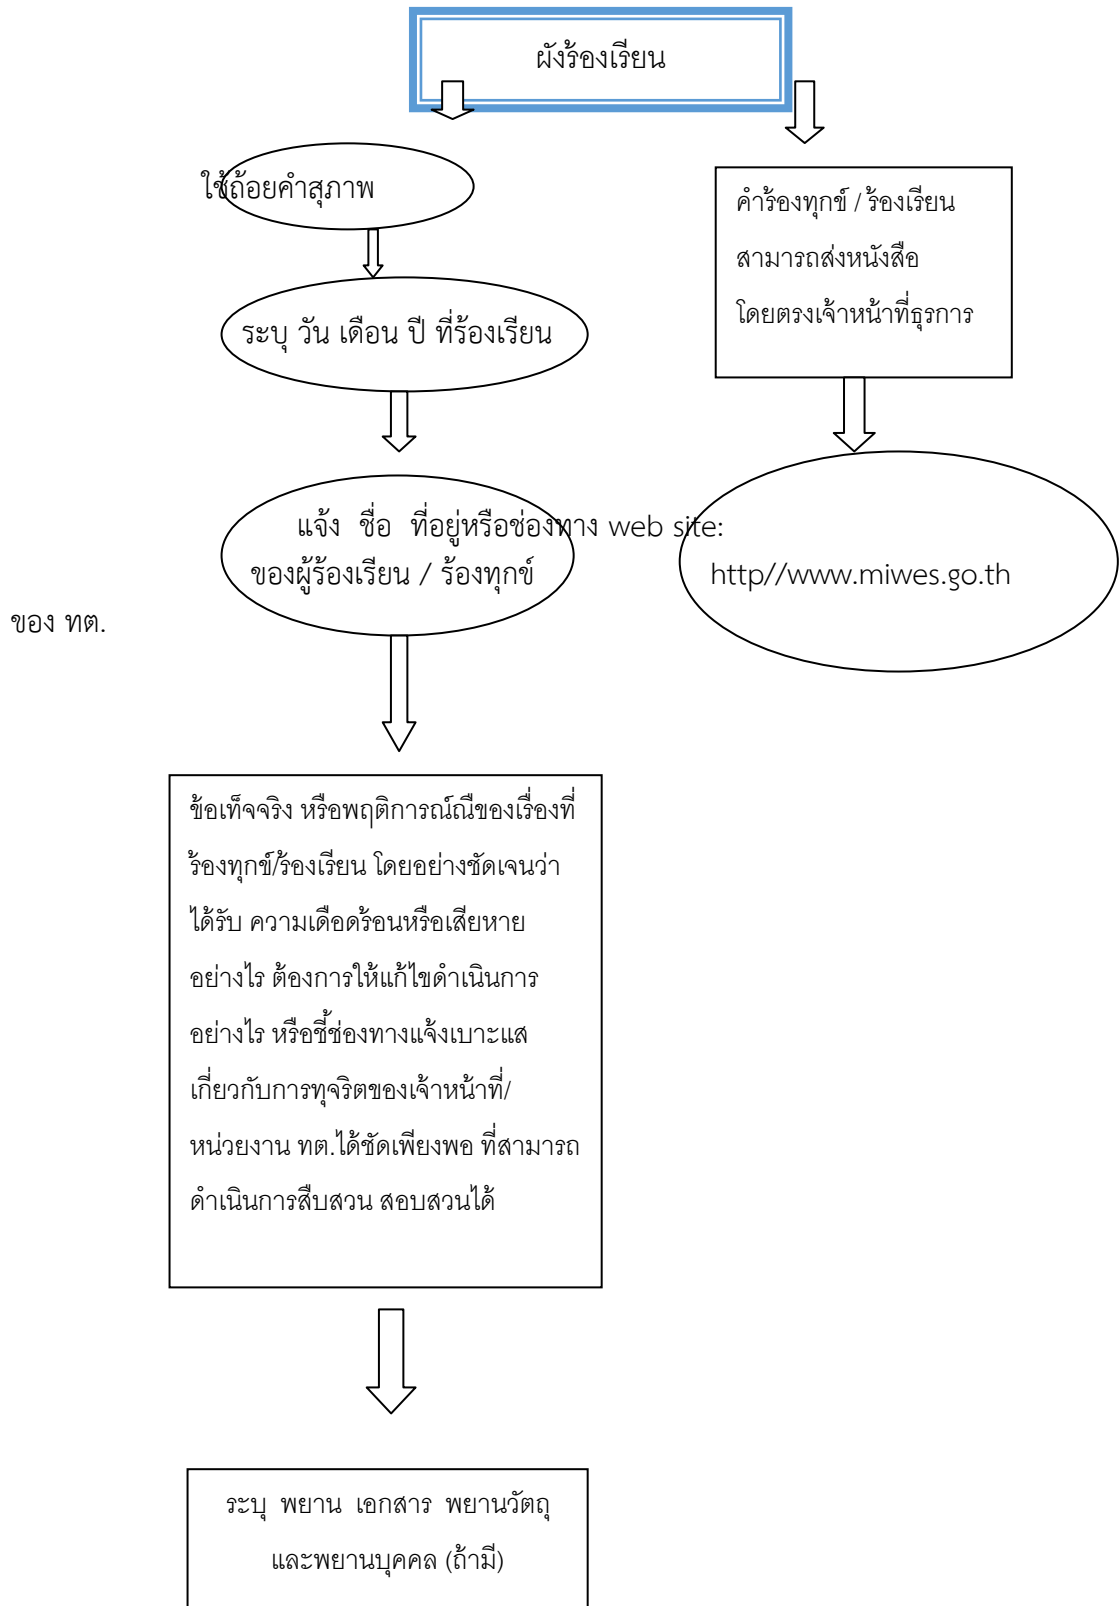 ผังร้องเรียน
ใช้ถ้อยคำสุภาพ
คำร้องทุกข์ / ร้องเรียน
สามารถส่งหนังสือ
โดยตรงเจ้าหน้าที่ธุรการ
ระบุ วัน เดือน ปี ที่ร้องเรียน
แจ้ง ชื่อ ที่อยู่หรือช่องทาง web site:
ของผู้ร้องเรียน / ร้องทุกข์ http//www.miwes.go.th
ของ ทต.
ข้อเท็จจริง หรือพฤติการณ์ณืของเรื่องที่
ร้องทุกข์/ร้องเรียน โดยอย่างชัดเจนว่า
ได้รับ ความเดือดร้อนหรือเสียหาย
อย่างไร ต้องการให้แก้ไขดำเนินการ
อย่างไร หรือชี้ช่องทางแจ้งเบาะแส
เกี่ยวกับการทุจริตของเจ้าหน้าที่/
หน่วยงาน ทต.ได้ชัดเพียงพอ ที่สามารถ
ดำเนินการสืบสวน สอบสวนได้
ระบุ พยาน เอกสาร พยานวัตถุ
และพยานบุคคล (ถ้ามี)